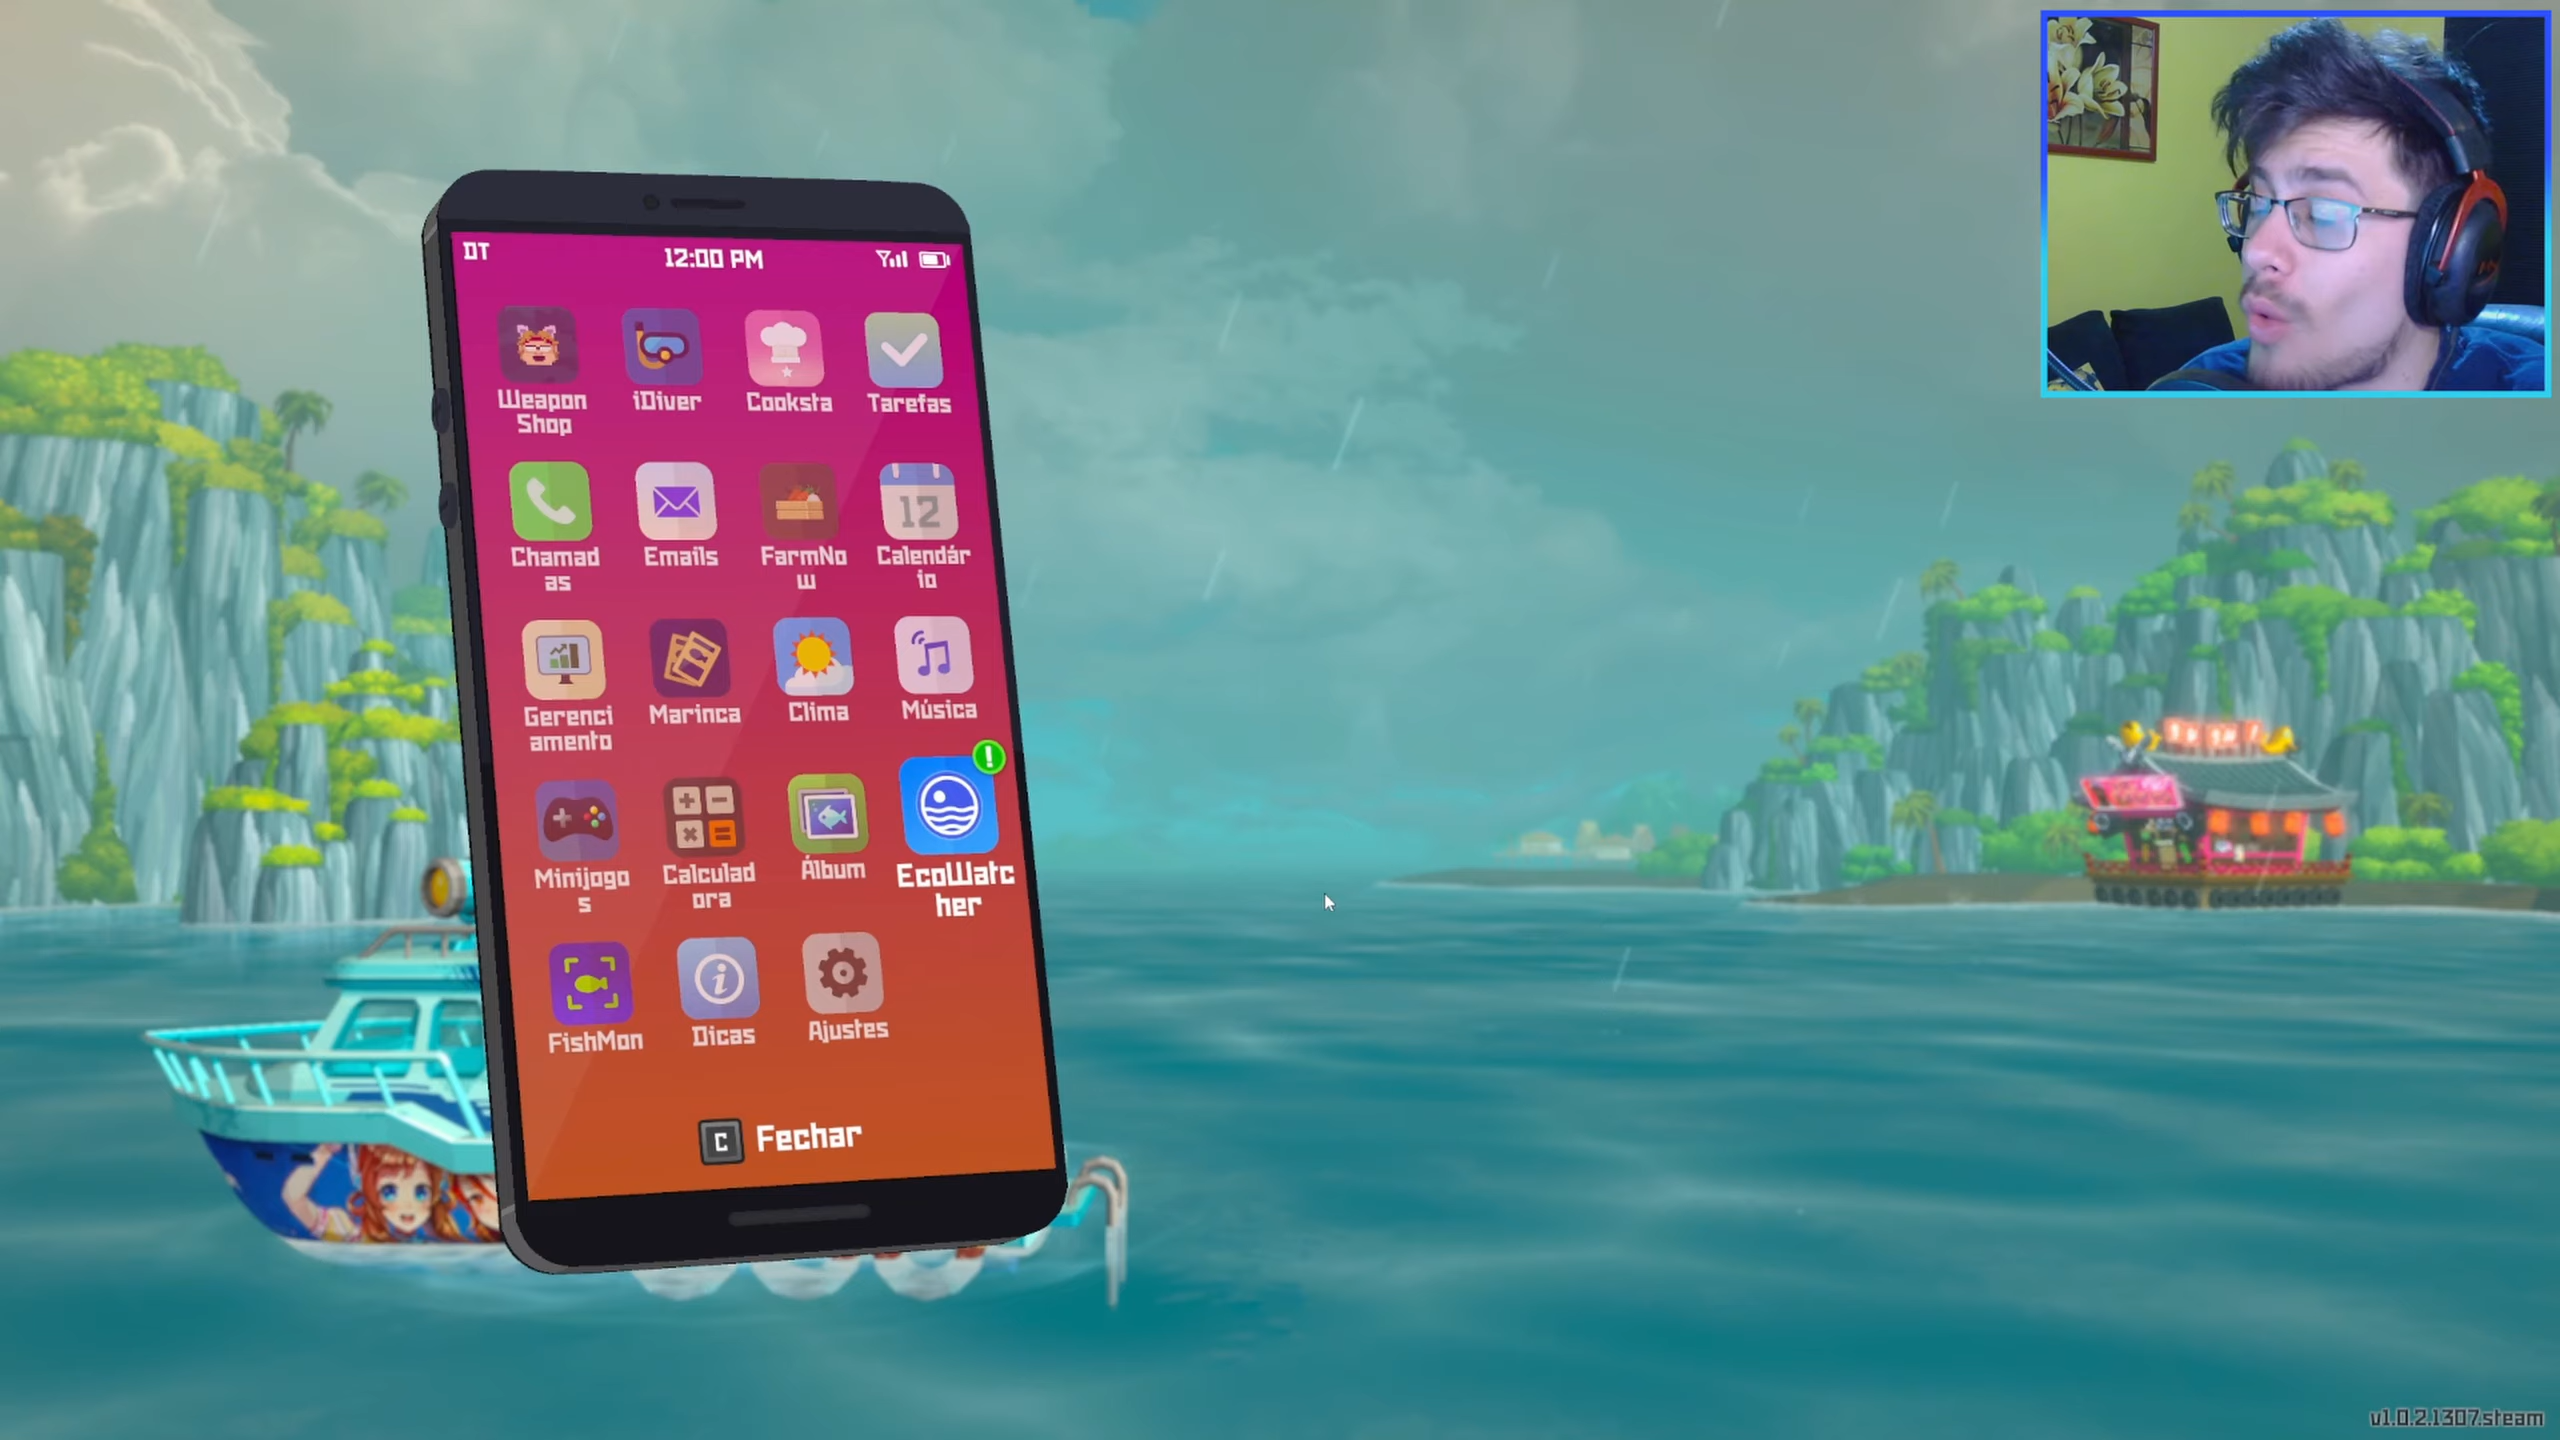 DT
12:00 PM
Weapon
Shop
iDiver
Cooksta
Tarefas
Chamad
as
Emails
FarmNo
w
12
Calendár
io
Gerenci
amento
Marinca
Clima
Música
Minijogo
s
Calculad
ora
Álbum
!
EcoWatc
her
FishMon
Dicas
Ajustes
C Fechar
v1.0.2.1307.steam